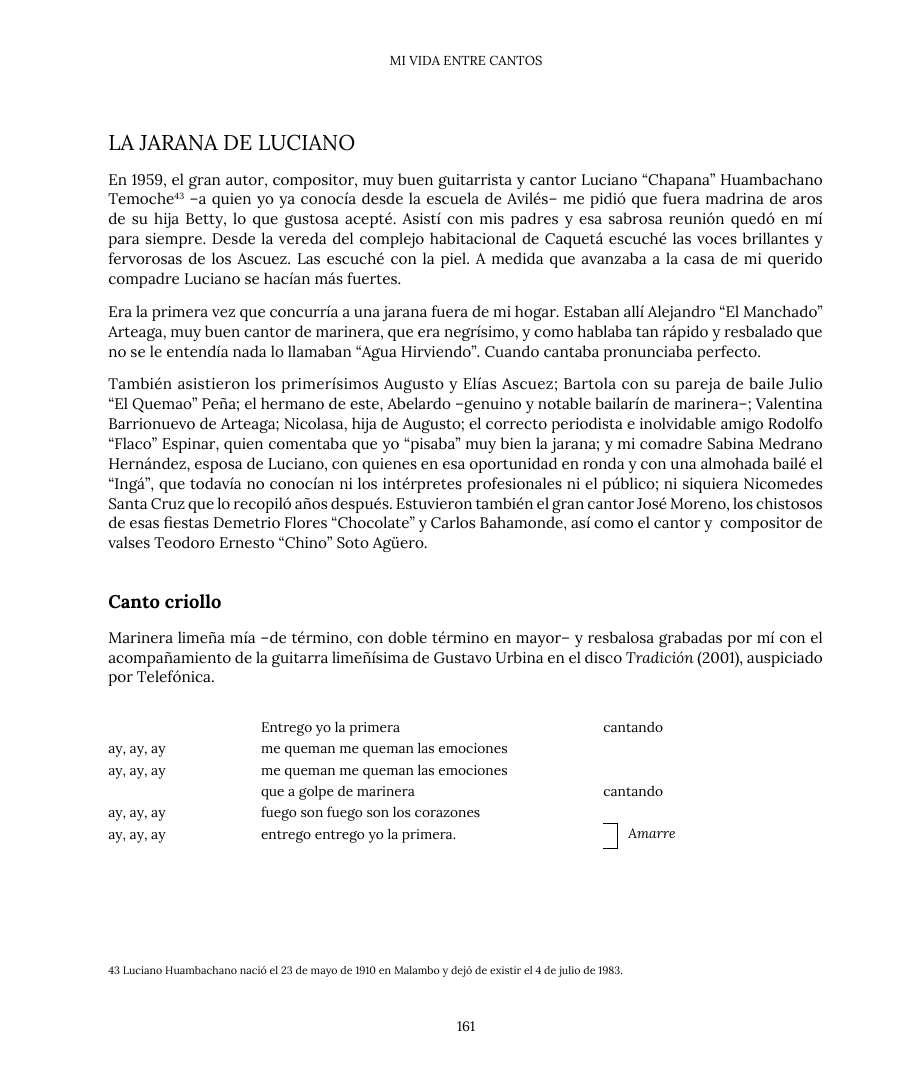 MI VIDA ENTRE CANTOS
LA JARANA DE LUCIANO
En 1959, el gran autor, compositor, muy buen guitarrista y cantor Luciano “Chapana” Huambachano
Temoche⁴³ –a quien yo ya conocía desde la escuela de Avilés– me pidió que fuera madrina de aros
de su hija Betty, lo que gustosa acepté. Asistí con mis padres y esa sabrosa reunión quedó en mí
para siempre. Desde la vereda del complejo habitacional de Caquetá escuché las voces brillantes y
fervorosas de los Ascuez. Las escuché con la piel. A medida que avanzaba a la casa de mi querido
compadre Luciano se hacían más fuertes.
Era la primera vez que concurría a una jarana fuera de mi hogar. Estaban allí Alejandro “El Manchado”
Arteaga, muy buen cantor de marinera, que era negrísimo, y como hablaba tan rápido y resbalado que
no se le entendía nada lo llamaban “Agua Hirviendo”. Cuando cantaba pronunciaba perfecto.
También asistieron los primerísimos Augusto y Elías Ascuez; Bartola con su pareja de baile Julio
“El Quemao” Peña; el hermano de este, Abelardo –genuino y notable bailarín de marinera–; Valentina
Barrionuevo de Arteaga; Nicolasa, hija de Augusto; el correcto periodista e inolvidable amigo Rodolfo
“Flaco” Espinar, quien comentaba que yo “pisaba” muy bien la jarana; y mi comadre Sabina Medrano
Hernández, esposa de Luciano, con quienes en esa oportunidad en ronda y con una almohada bailé el
“Ingá”, que todavía no conocían ni los intérpretes profesionales ni el público; ni siquiera Nicomedes
Santa Cruz que lo recopiló años después. Estuvieron también el gran cantor José Moreno, los chistosos
de esas fiestas Demetrio Flores “Chocolate” y Carlos Bahamonde, así como el cantor y compositor de
valses Teodoro Ernesto “Chino” Soto Agüero.
Canto criollo
Marinera limeña mía –de término, con doble término en mayor– y resbalosa grabadas por mí con el
acompañamiento de la guitarra limeñísima de Gustavo Urbina en el disco Tradición (2001), auspiciado
por Telefónica.
Entrego yo la primera cantando
ay, ay, ay me queman me queman las emociones
ay, ay, ay me queman me queman las emociones
que a golpe de marinera cantando
ay, ay, ay fuego son fuego son los corazones
ay, ay, ay entrego entrego yo la primera. Amarre
43 Luciano Huambachano nació el 23 de mayo de 1910 en Malambo y dejó de existir el 4 de julio de 1983.
161